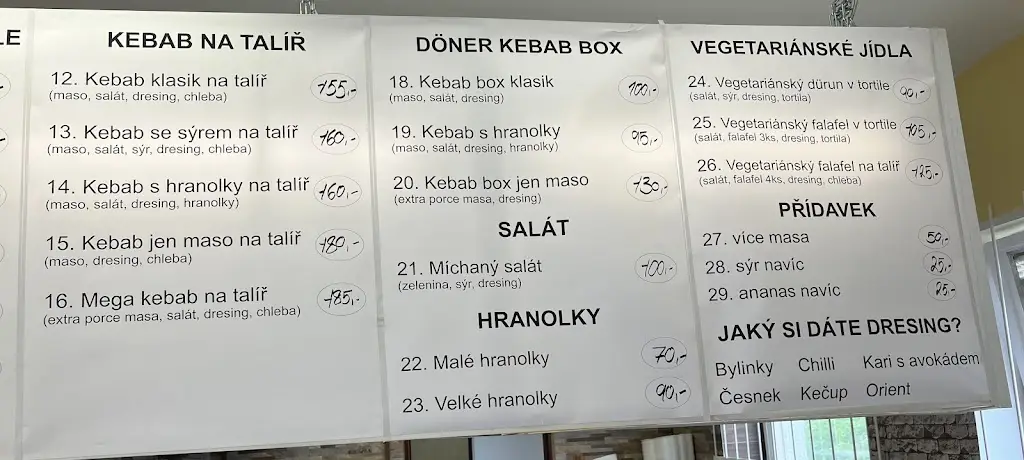 LE
KEBAB NA TALÍŘ
12. Kebab klasik na talíř 155,-
(maso, salát, dresing, chleba)
13. Kebab se sýrem na talíř 160,-
(maso, salát, sýr, dresing, chleba)
14. Kebab s hranolky na talíř 160,-
(maso, salát, dresing, hranolky)
15. Kebab jen maso na talíř 180,-
(maso, dresing, chleba)
16. Mega kebab na talíř 185,-
(extra porce masa, salát, dresing, chleba)
DÖNER KEBAB BOX
18. Kebab box klasik 100,-
(maso, salát, dresing)
19. Kebab s hranolky 95,-
(maso, salát, dresing, hranolky)
20. Kebab box jen maso 130,-
(extra porce masa, dresing)
SALÁT
21. Míchaný salát 100,-
(zelenina, sýr, dresing)
HRANOLKY
22. Malé hranolky 70,-
23. Velké hranolky 90,-
VEGETARIÁNSKÉ JÍDLA
24. Vegetariánský dürun v tortile 90,-
(salát, sýr, dresing, tortila)
25. Vegetariánský falafel v tortile 105,-
(salát, falafel 3ks, dresing, tortila)
26. Vegetariánský falafel na talíř 125,-
(salát, falafel 4ks, dresing, chleba)
PŘÍDAVEK
27. více masa 50,-
28. sýr navíc 25,-
29. ananas navíc 25,-
JAKÝ SI DÁTE DRESING?
Bylinky Chilli Kari s avokádem
Česnek Kečup Orient